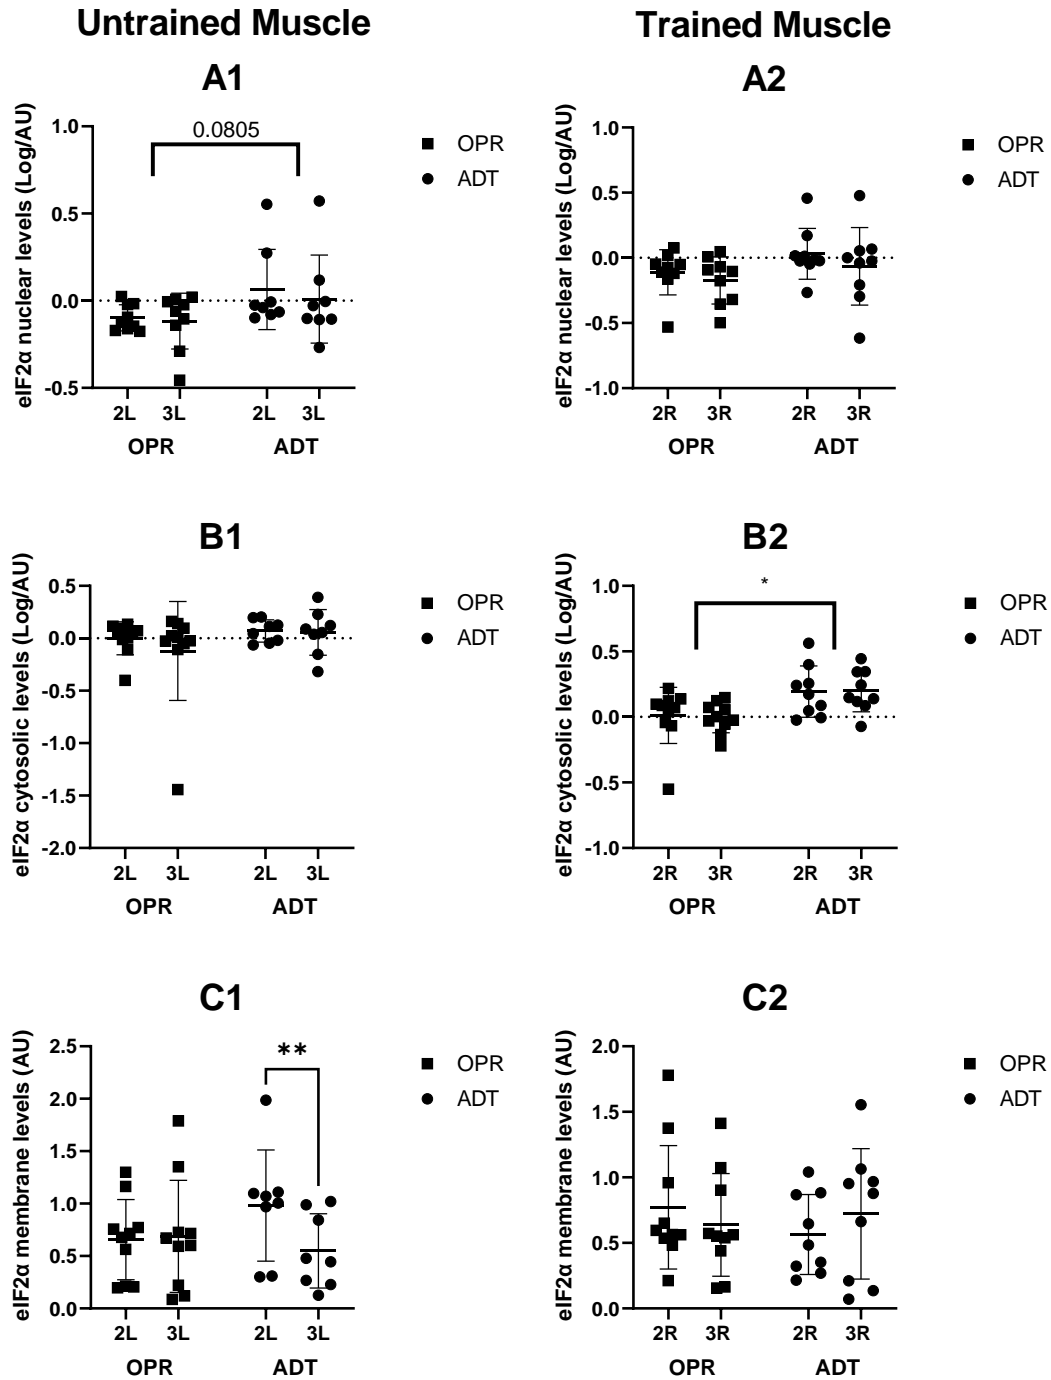 Untrained Muscle
Trained Muscle
A1
eIF2α nuclear levels (Log/AU)
1.0
0.5
0.0
-0.5
0.0805
OPR
ADT
2L 3L 2L 3L
OPR ADT
A2
eIF2α nuclear levels (Log/AU)
1.0
0.5
0.0
-0.5
-1.0
OPR
ADT
2R 3R 2R 3R
OPR ADT
B1
eIF2α cytosolic levels (Log/AU)
0.5
0.0
-0.5
-1.0
-1.5
-2.0
OPR
ADT
2L 3L 2L 3L
OPR ADT
B2
eIF2α cytosolic levels (Log/AU)
1.0
0.5
0.0
-0.5
-1.0
*
OPR
ADT
2R 3R 2R 3R
OPR ADT
C1
eIF2α membrane levels (AU)
2.5
2.0
1.5
1.0
0.5
0.0
**
OPR
ADT
2L 3L 2L 3L
OPR ADT
C2
eIF2α membrane levels (AU)
2.0
1.5
1.0
0.5
0.0
OPR
ADT
2R 3R 2R 3R
OPR ADT